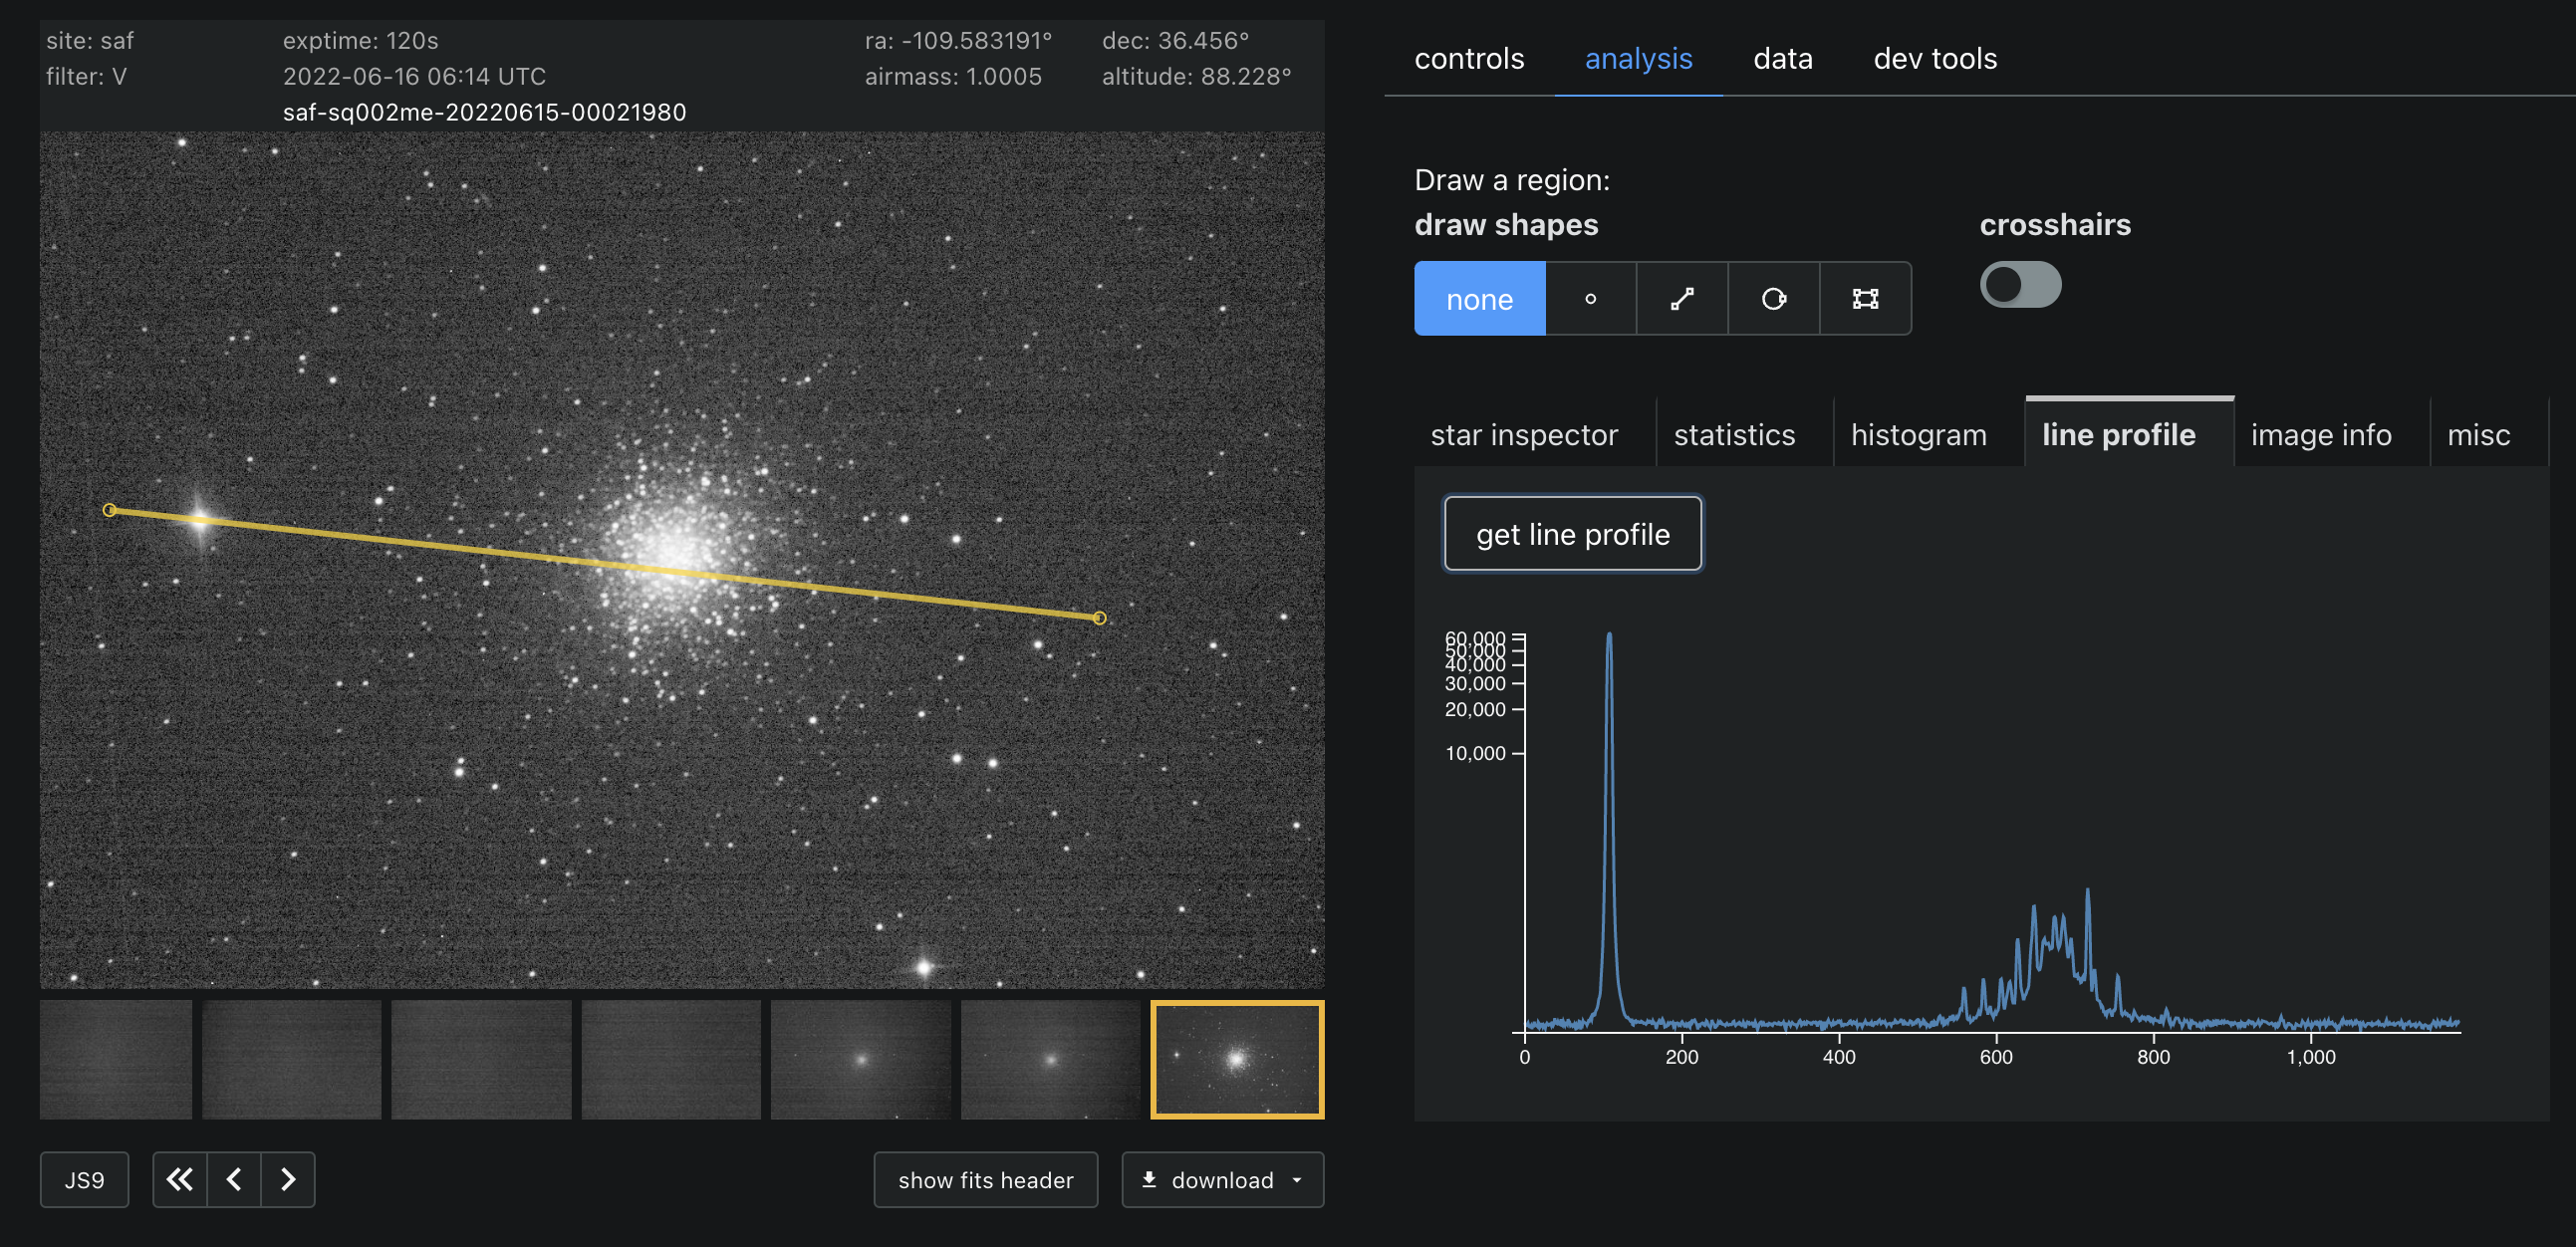 site: saf exptime: 120s ra: -109.583191° dec: 36.456°
filter: V 2022-06-16 06:14 UTC airmass: 1.0005 altitude: 88.228°
saf-sq002me-20220615-00021980
controls analysis data dev tools
Draw a region:
draw shapes crosshairs
none
star inspector statistics histogram line profile image info misc
get line profile
60,000
50,000
40,000
30,000
20,000
10,000
0 200 400 600 800 1,000
JS9 show fits header download